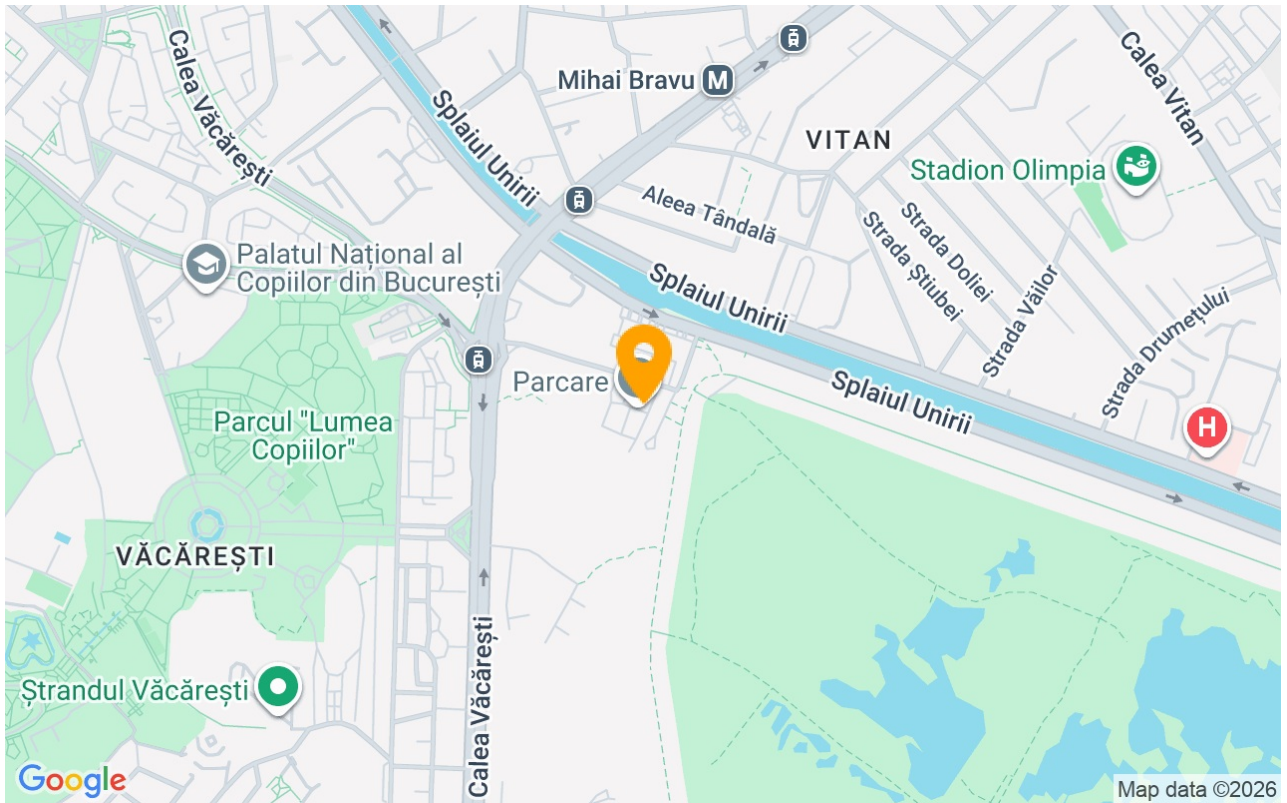 Calea Văcărești
Splaiul Unirii
Mihai Bravu
M
VITAN
Calea Vitan
Stadion Olimpia
Aleea Tândală
Strada Doliei
Strada Știubei
Strada Văilor
Strada Drumețului
Palatul Național al
Copiilor din București
Splaiul Unirii
Parcare
Splaiul Unirii
H
Parcul "Lumea
Copiilor"
VĂCĂREȘTI
Calea Văcărești
Ștrandul Văcărești
Google
Map data ©2026